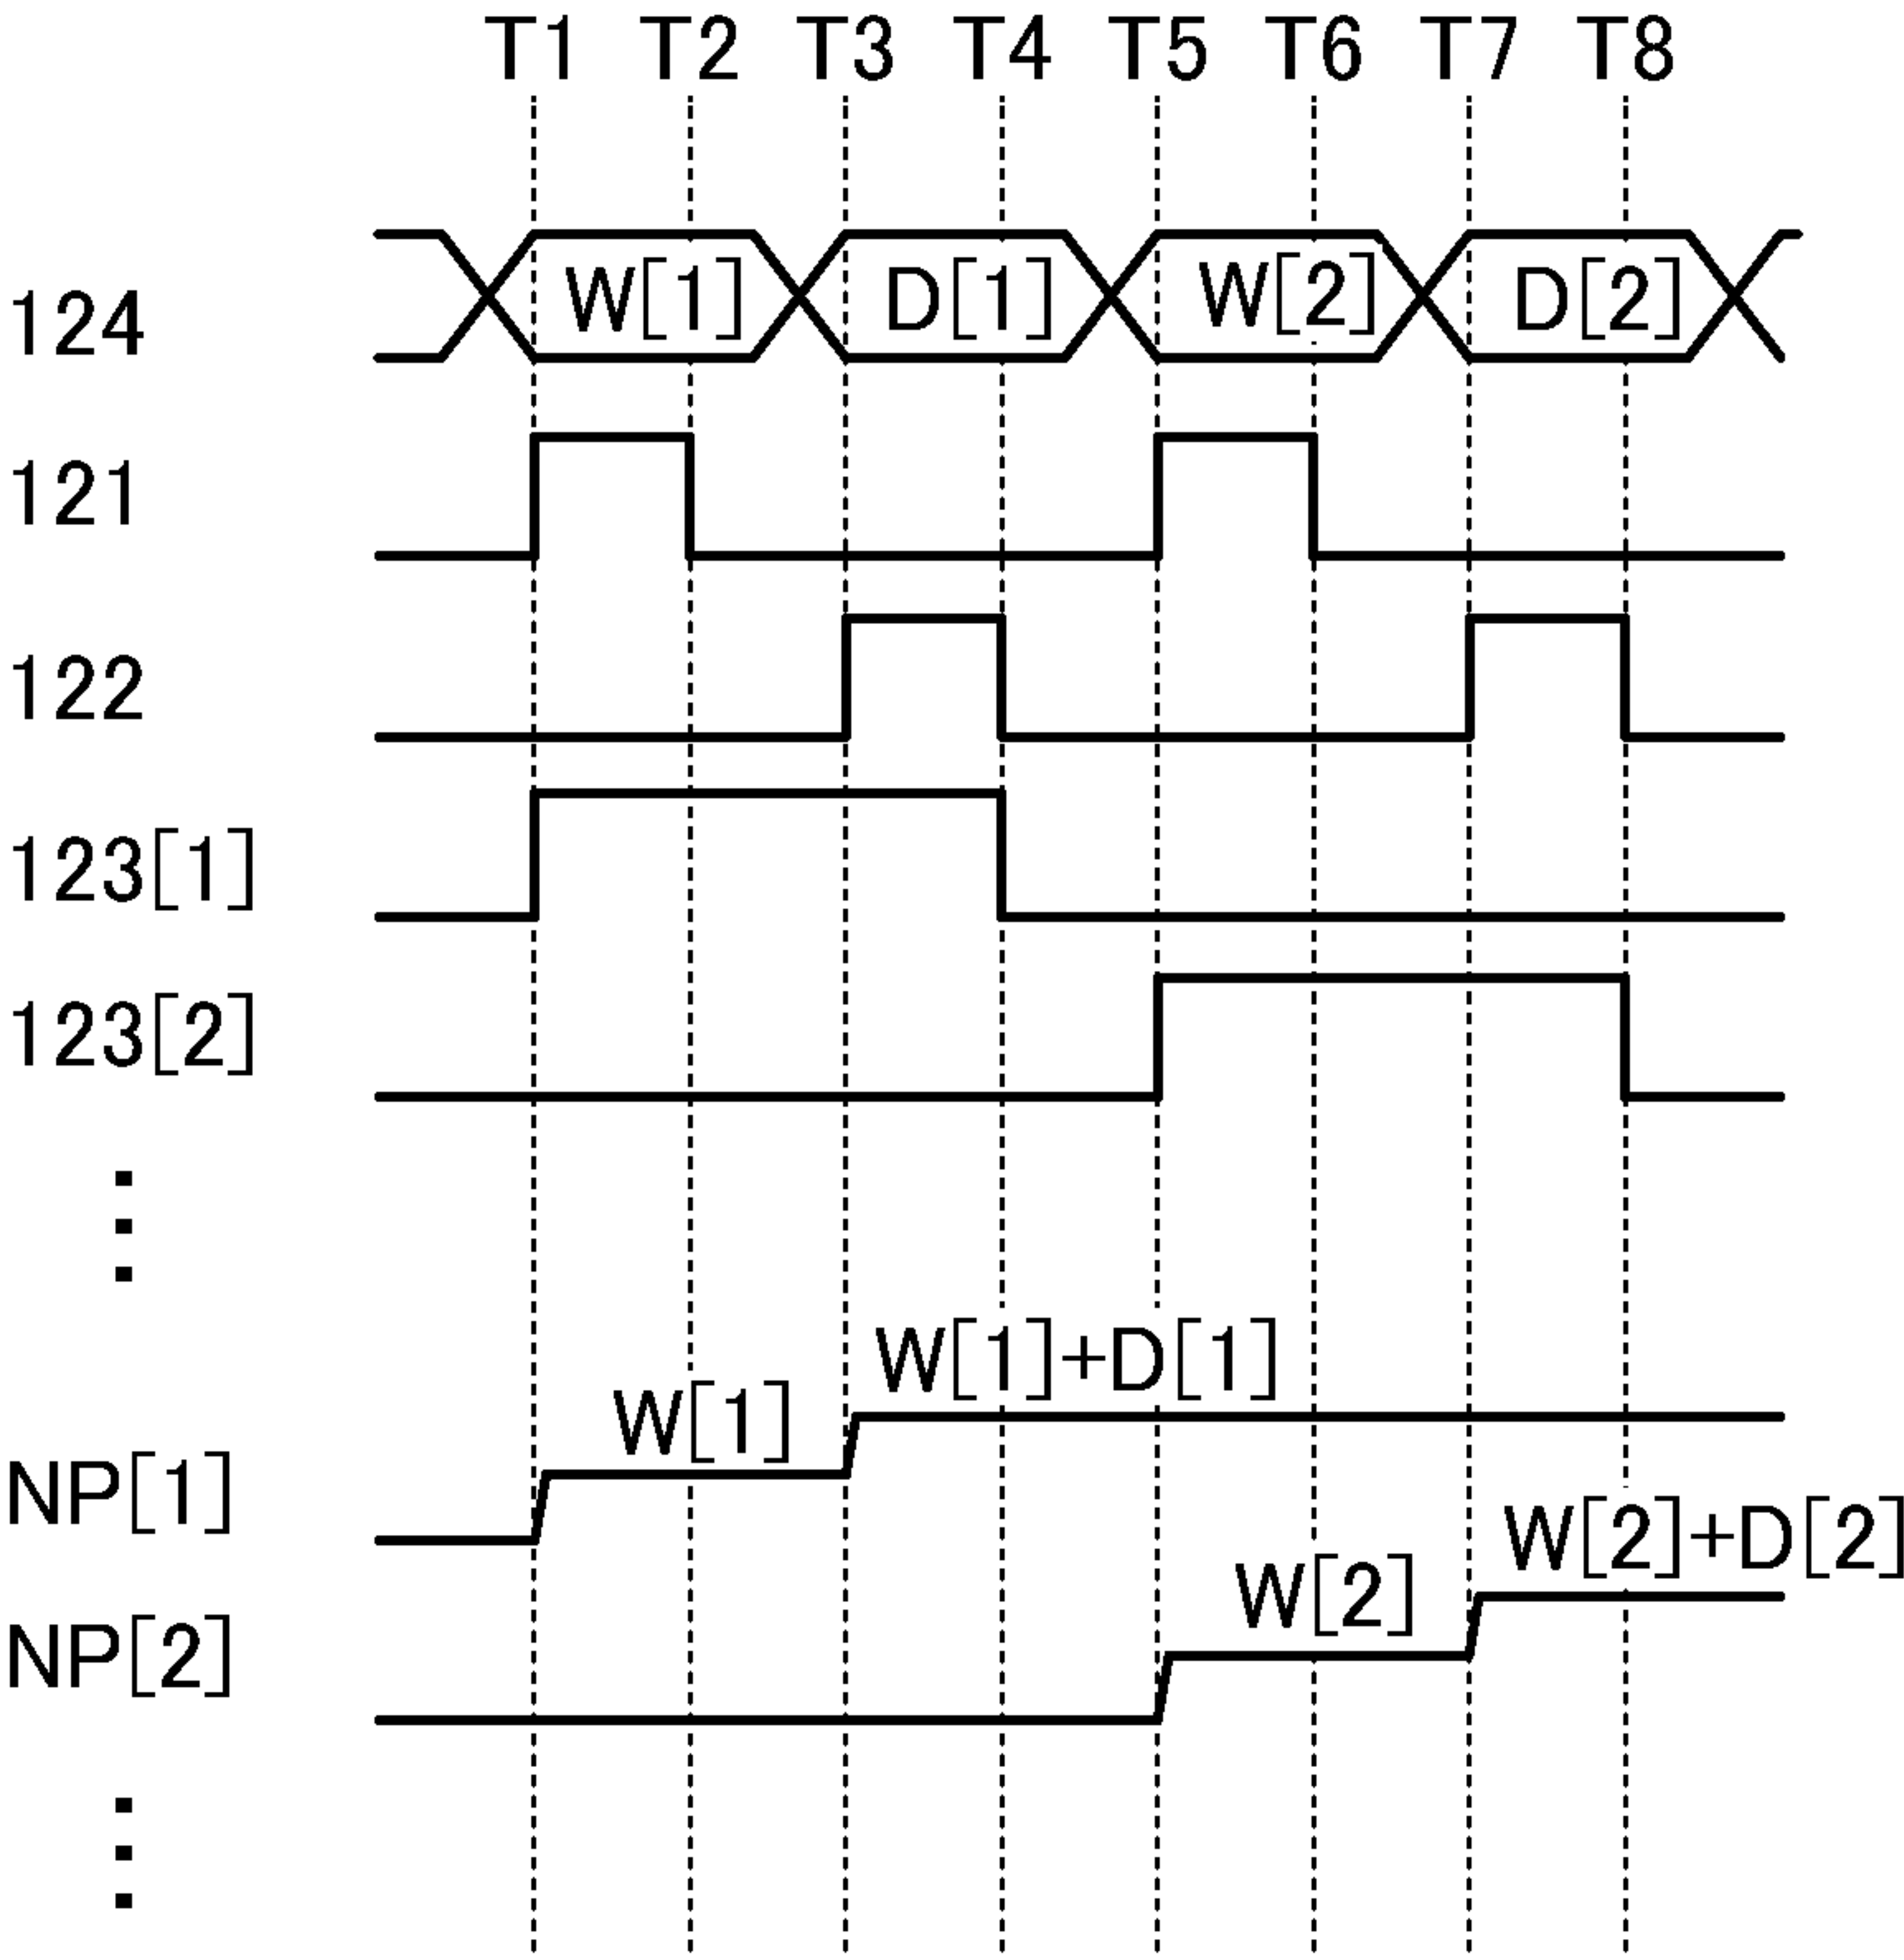 T1 T2 T3 T4 T5 T6 T7 T8
124 W[1] D[1] W[2] D[2]
121
122
123[1]
123[2]
W[1]+D[1]
W[1]
NP[1]
W[2]+D[2]
W[2]
NP[2]